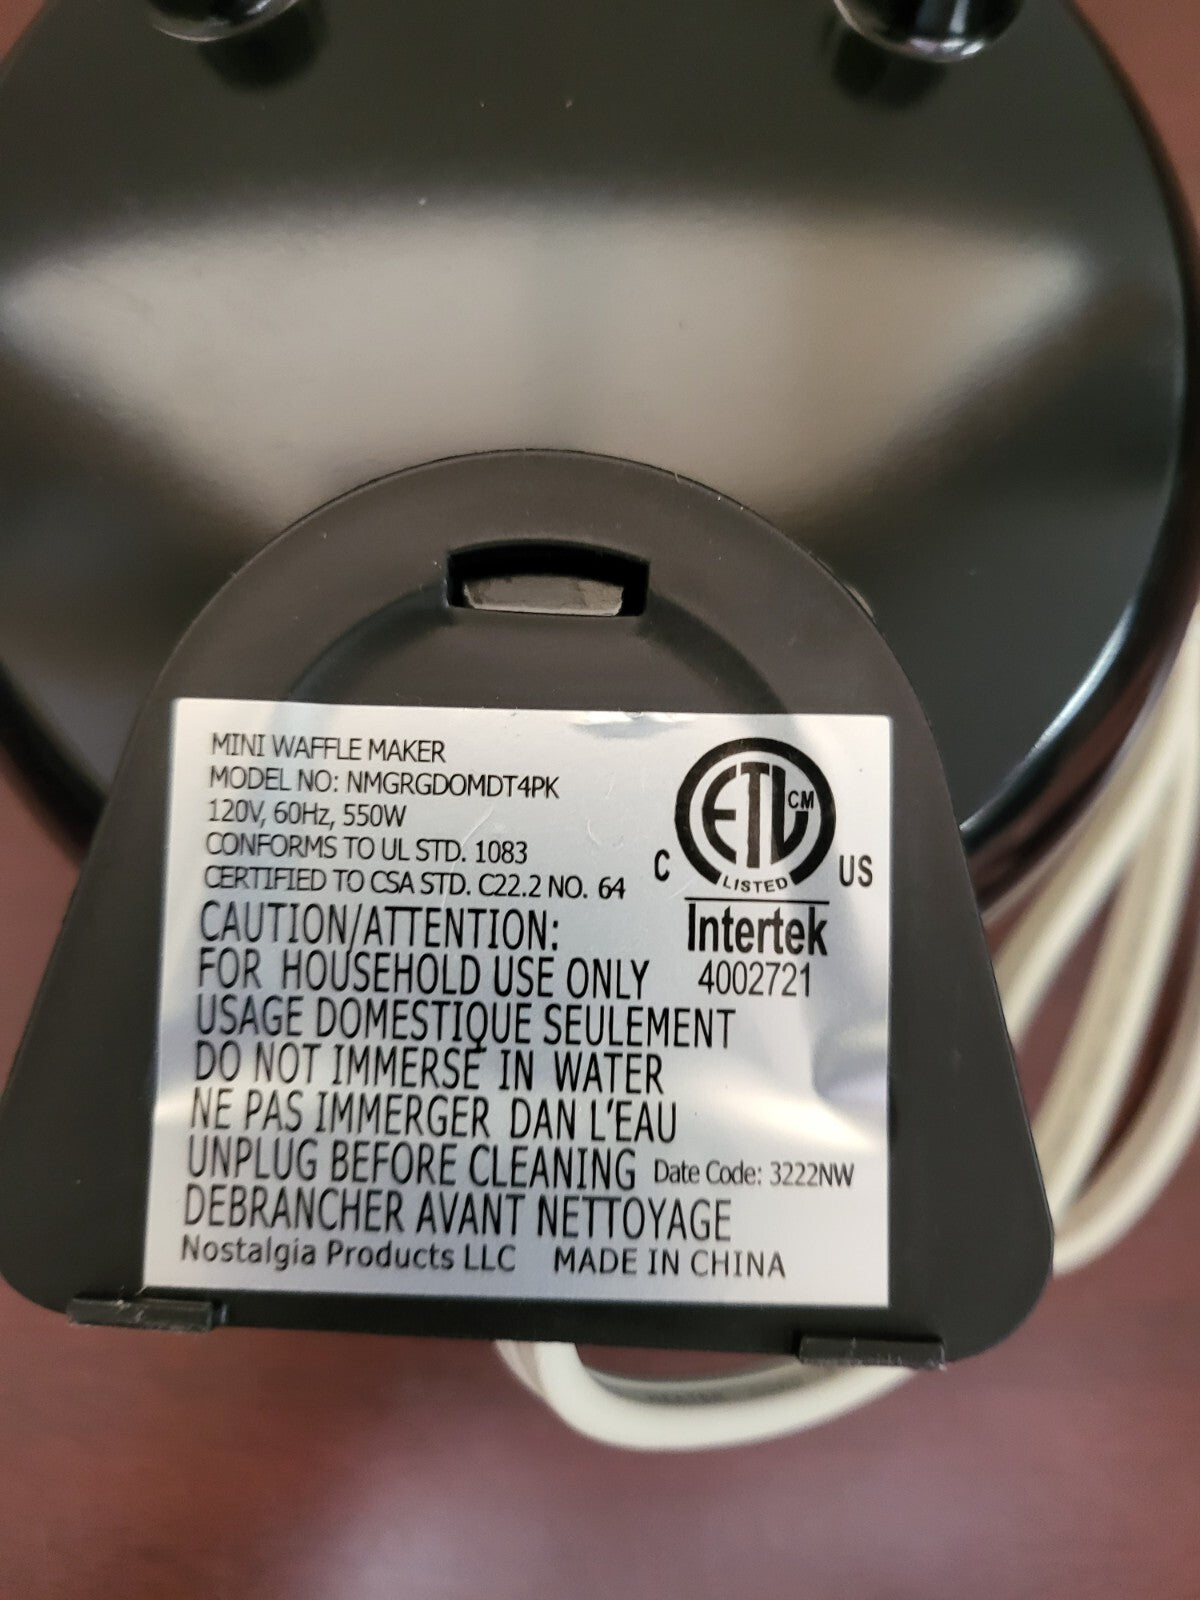 MINI WAFFLE MAKER
MODEL NO: NMGRGDOMDT4PK
120V, 60Hz, 550W
CONFORMS TO UL STD. 1083
CERTIFIED TO CSA STD. C22.2 NO. 64
ETL CM
C LISTED US
Intertek
4002721
CAUTION/ATTENTION:
FOR HOUSEHOLD USE ONLY
USAGE DOMESTIQUE SEULEMENT
DO NOT IMMERSE IN WATER
NE PAS IMMERGER DAN L'EAU
UNPLUG BEFORE CLEANING Date Code: 3222NW
DEBRANCHER AVANT NETTOYAGE
Nostalgia Products LLC MADE IN CHINA